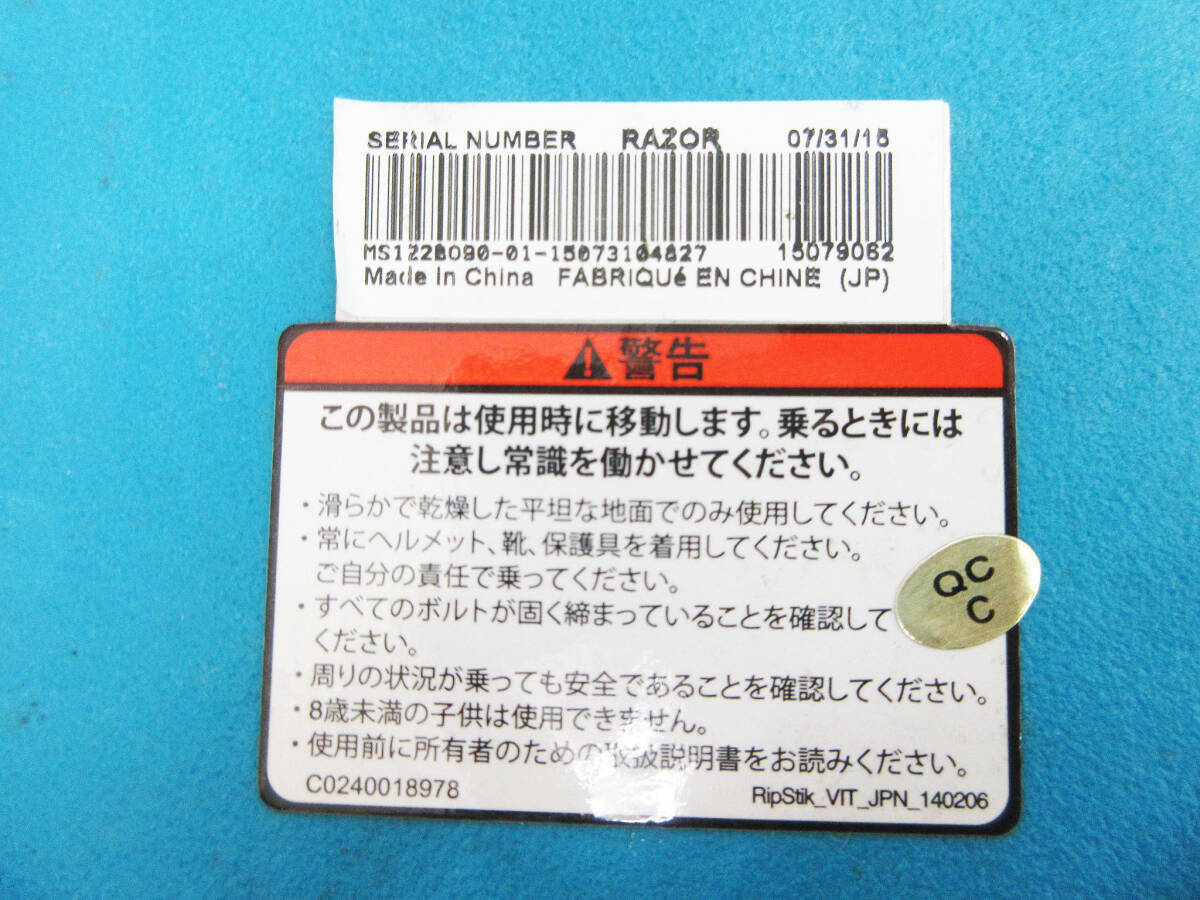 SERIAL NUMBER RAZOR 07/31/15
15079062
Made In China FABRIQUé EN CHINE (JP)
警告
この製品は使用時に移動します。乗るときには
注意し常識を働かせてください。
・滑らかで乾燥した平坦な地面でのみ使用してください。
・常にヘルメット、靴、保護具を着用してください。
ご自分の責任で乗ってください。
・すべてのボルトが固く締まっていることを確認して
ください。
・周りの状況が乗っても安全であることを確認してください。
・8歳未満の子供は使用できません。
・使用前に所有者のための取扱説明書をお読みください。
C0240018978
RipStik_VIT_JPN_140206
QC
C